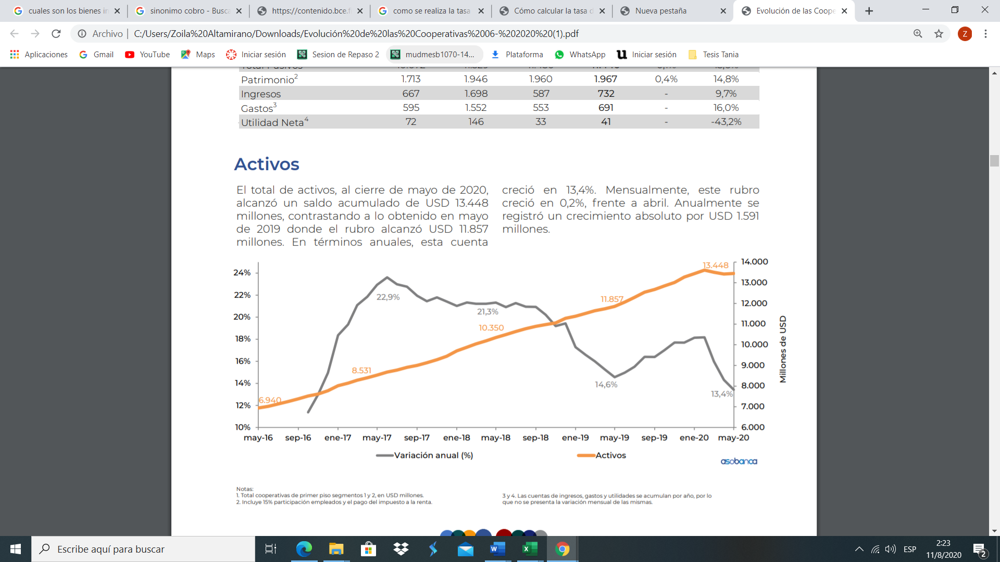 cuales son los bienes in
sinonimo cobro - Busca
https://contenido.bce.fi
como se realiza la tasa
Cómo calcular la tasa d
Nueva pestaña
Evolución de las Coope
Archivo
C:/Users/Zoila%20Altamirano/Downloads/Evolución%20de%20las%20Cooperativas%2006-%202020%20(1).pdf
Z
Aplicaciones
Gmail
YouTube
Maps
Iniciar sesión
Sesion de Repaso 2
mudmesb1070-14...
Plataforma
WhatsApp
Iniciar sesión
Tesis Tania
Patrimonio2 1.713 1.946 1.960 1.967 0,4% 14,8%
Ingresos 667 1.698 587 732 - 9,7%
Gastos3 595 1.552 553 691 - 16,0%
Utilidad Neta4 72 146 33 41 - -43,2%
Activos
El total de activos, al cierre de mayo de 2020,
alcanzó un saldo acumulado de USD 13.448
millones, contrastando a lo obtenido en mayo
de 2019 donde el rubro alcanzó USD 11.857
millones. En términos anuales, esta cuenta
creció en 13,4%. Mensualmente, este rubro
creció en 0,2%, frente a abril. Anualmente se
registró un crecimiento absoluto por USD 1.591
millones.
24%
22%
20%
18%
16%
14%
12%
10%
22,9%
21,3%
14,6%
13,4%
6.940
8.531
10.350
11.857
13.448
14.000
13.000
12.000
11.000
10.000
9.000
8.000
7.000
6.000
Millones de USD
may-16 sep-16 ene-17 may-17 sep-17 ene-18 may-18 sep-18 ene-19 may-19 sep-19 ene-20 may-20
Variación anual (%)
Activos
asobanca
Notas:
1. Total cooperativas de primer piso segmentos 1 y 2, en USD millones.
2. Incluye 15% participación empleados y el pago del impuesto a la renta.
3 y 4. Las cuentas de ingresos, gastos y utilidades se acumulan por año, por lo
que no se presenta la variación mensual de las mismas.
Escribe aquí para buscar
ESP
2:23
11/8/2020
2